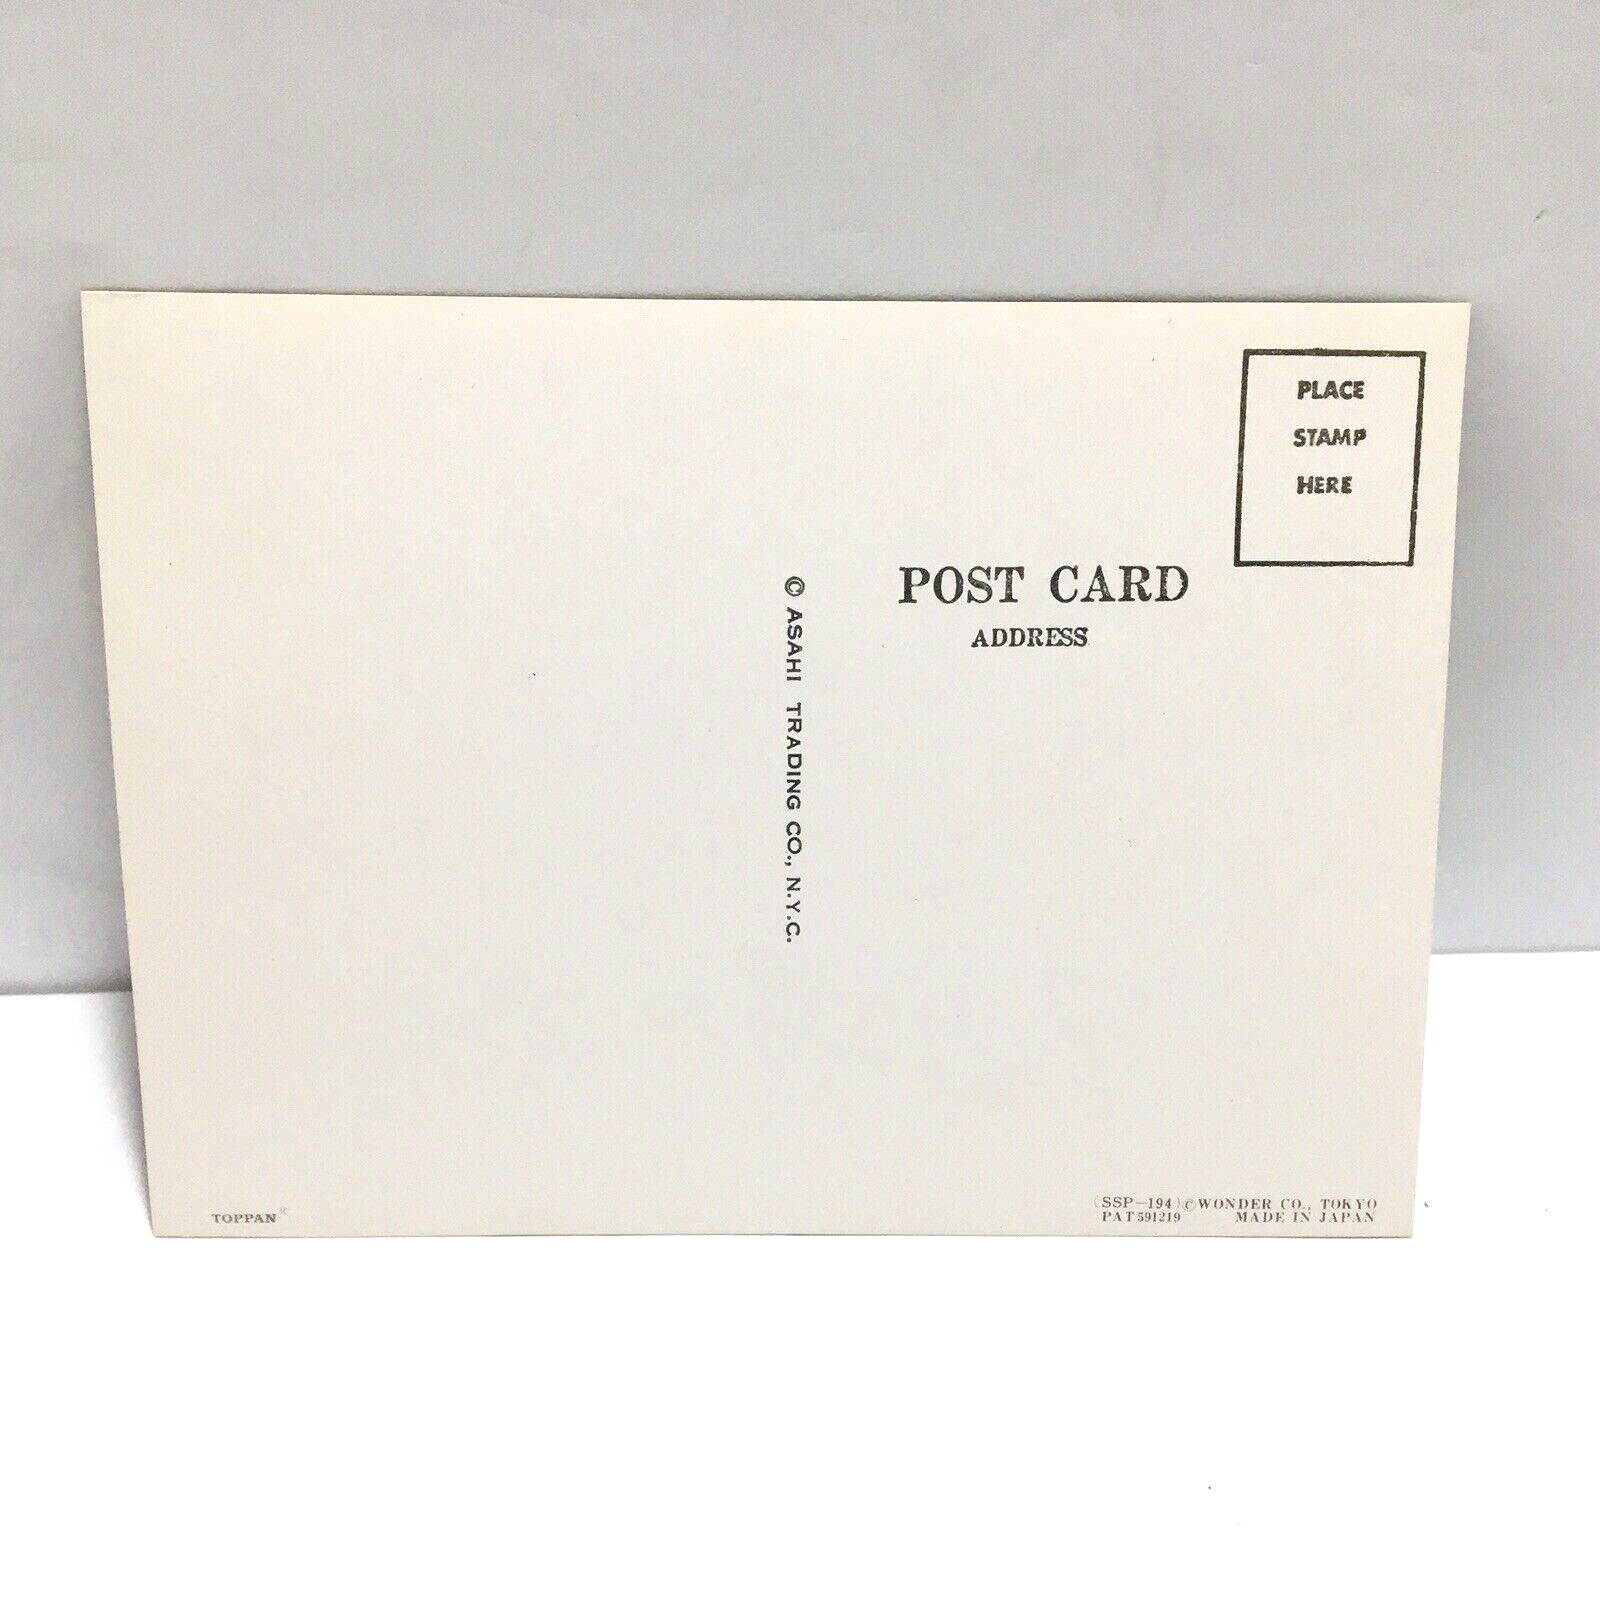 PLACE
STAMP
HERE
POST CARD
ADDRESS
© ASAHI TRADING CO., N.Y.C.
TOPPAN®
(SSP-194) © WONDER CO., TOKYO
PAT 591219 MADE IN JAPAN